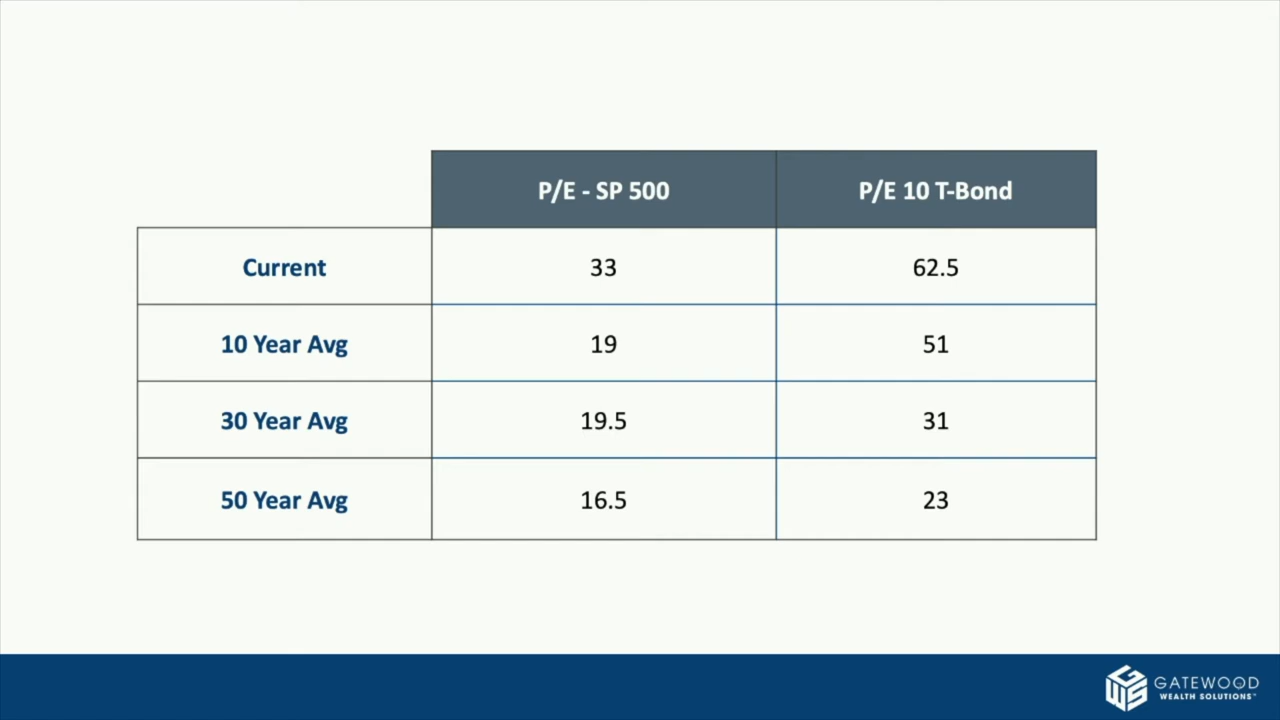 P/E - SP 500 P/E 10 T-Bond
Current 33 62.5
10 Year Avg 19 51
30 Year Avg 19.5 31
50 Year Avg 16.5 23
GATEWOOD
WEALTH SOLUTIONS™